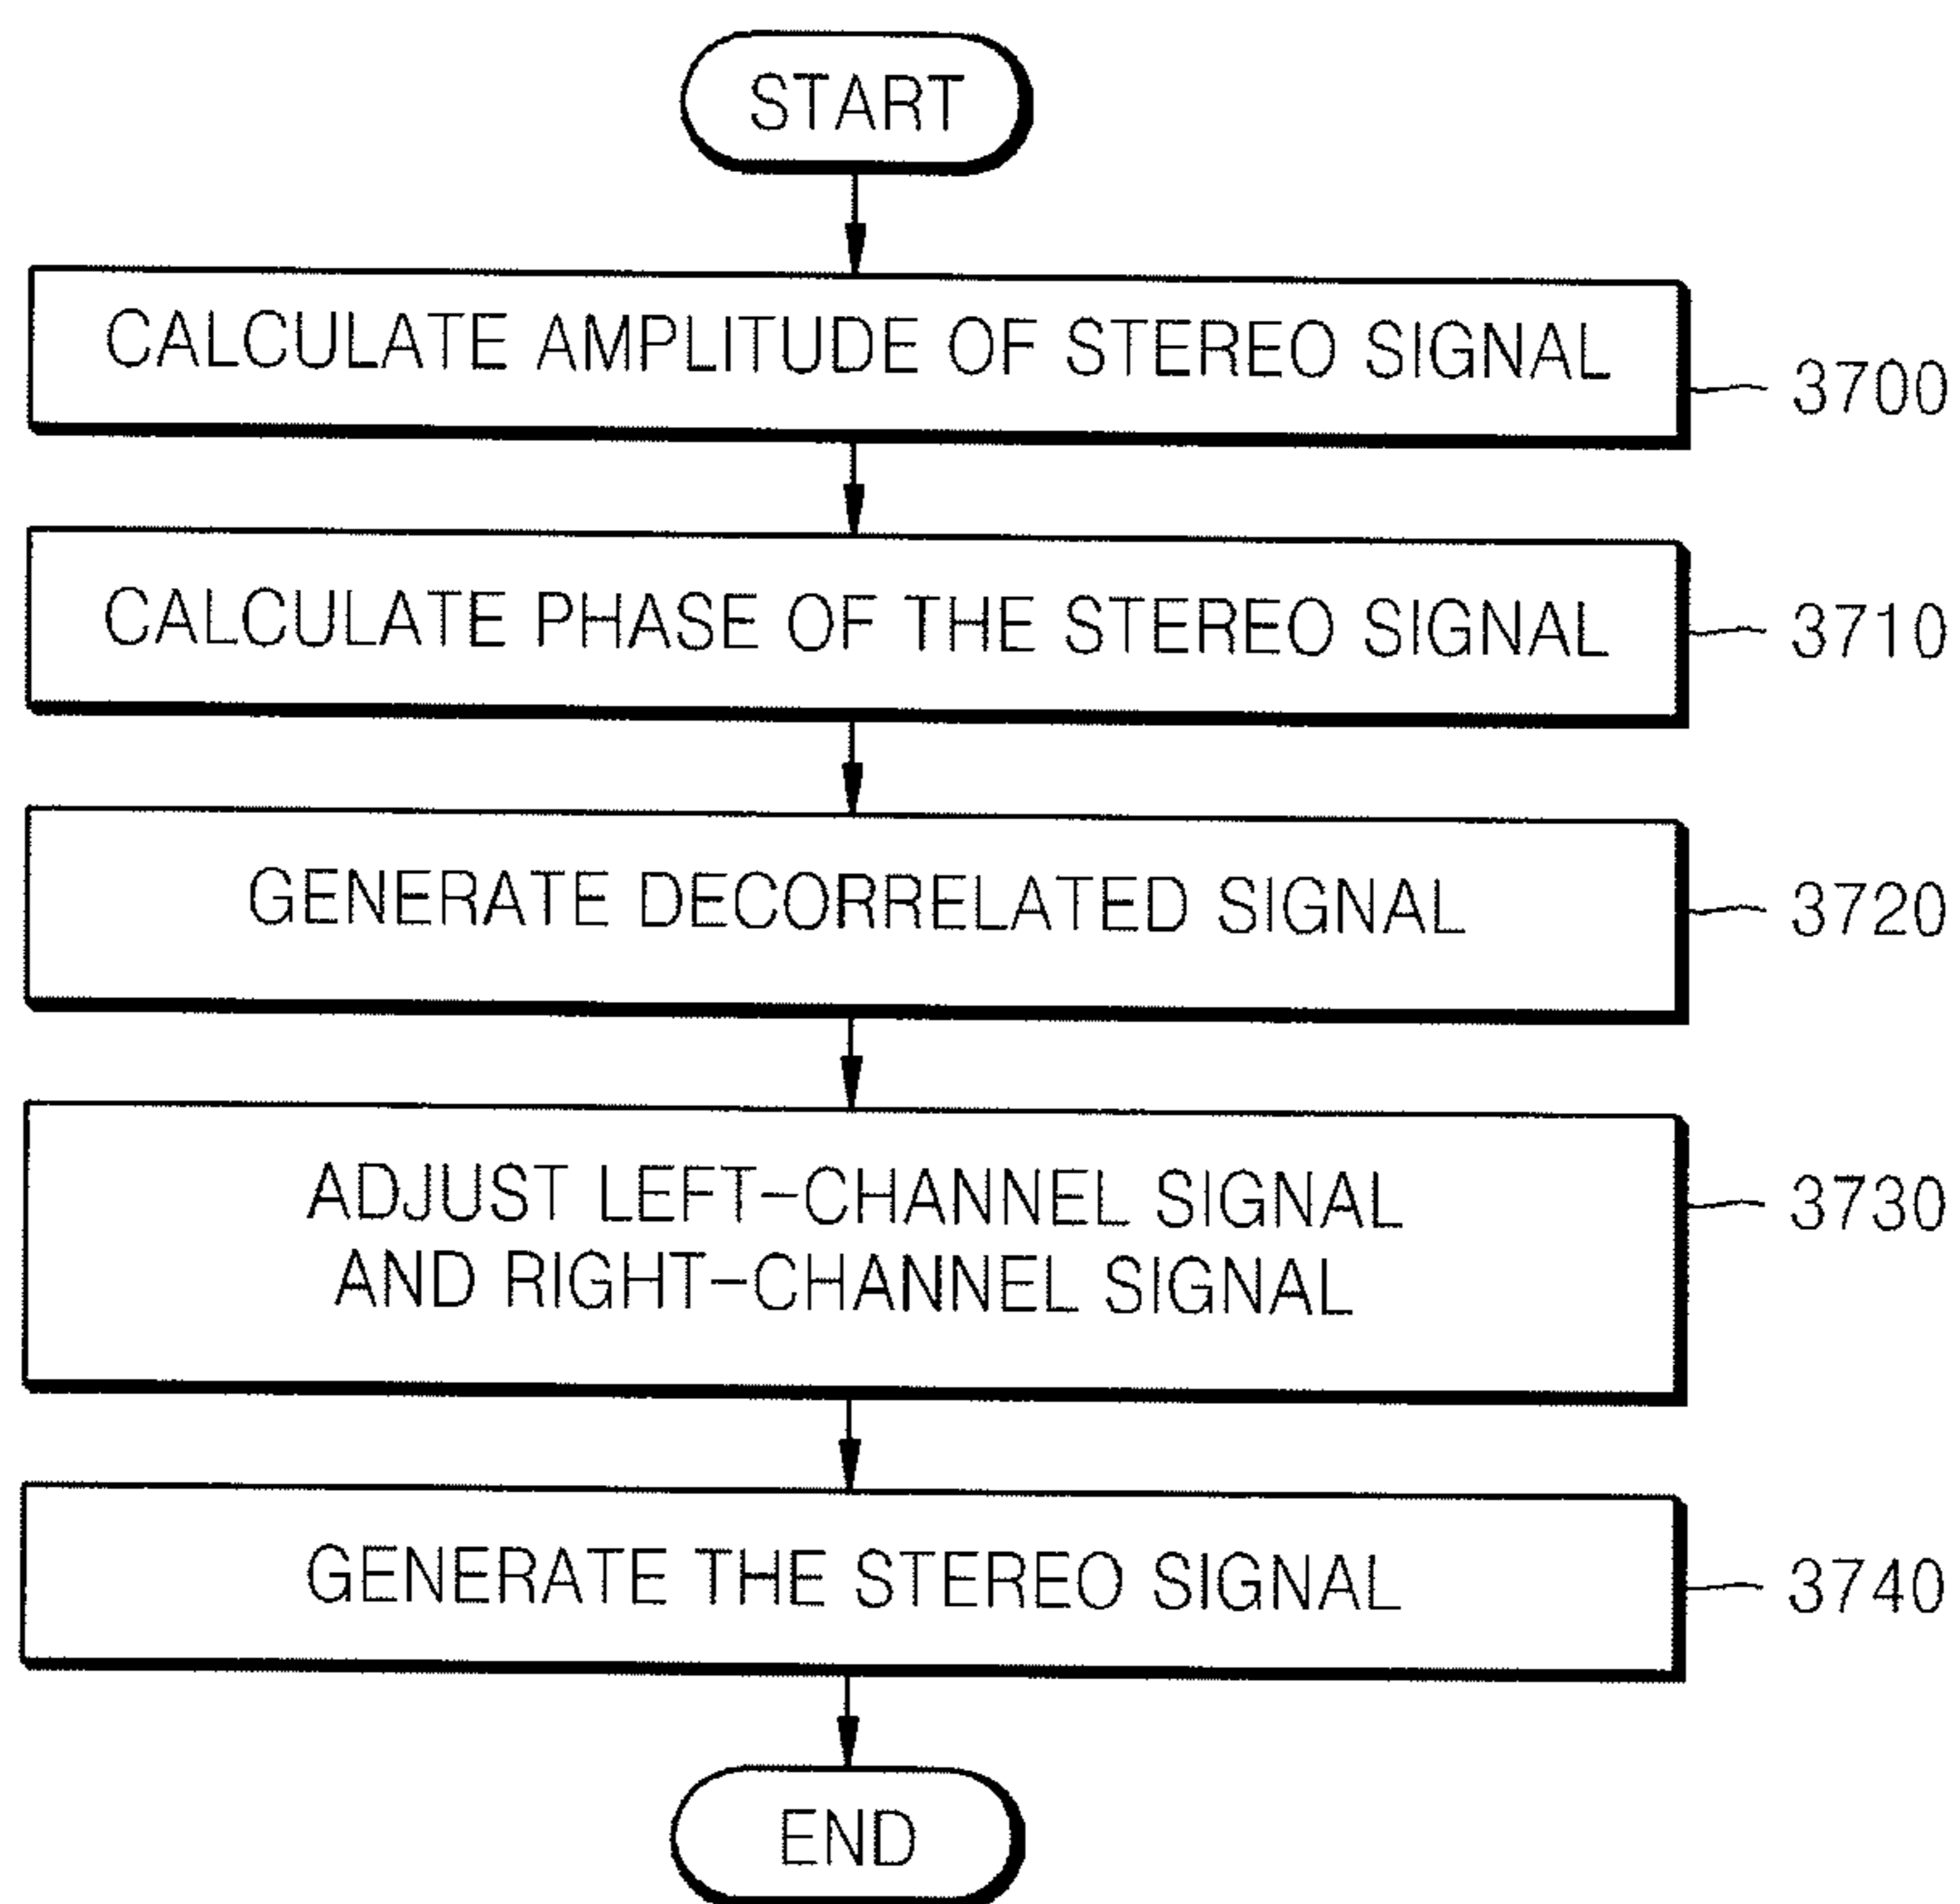 START
CALCULATE AMPLITUDE OF STEREO SIGNAL
3700
CALCULATE PHASE OF THE STEREO SIGNAL
3710
GENERATE DECORRELATED SIGNAL
3720
ADJUST LEFT-CHANNEL SIGNAL
AND RIGHT-CHANNEL SIGNAL
3730
GENERATE THE STEREO SIGNAL
3740
END